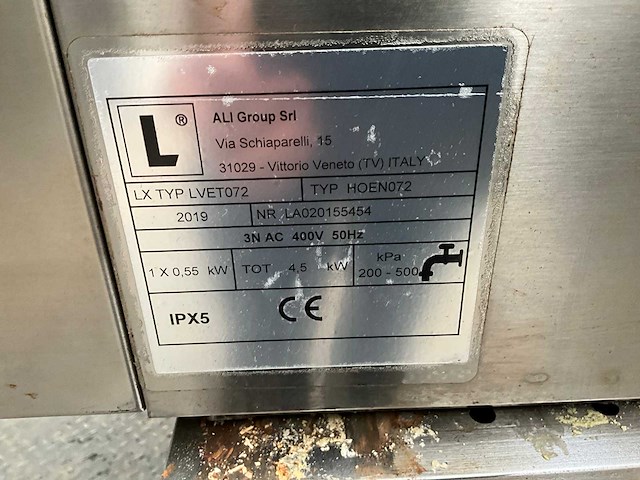 L ® ALI Group Srl
Via Schiaparelli, 15
31029 - Vittorio Veneto (TV) ITALY
LX TYP LVET072 TYP HOEN072
2019 NR LA020155454
3N AC 400V 50Hz
1 X 0,55 kW TOT 4,5 kW kPa 200 - 500
IPX5 CE